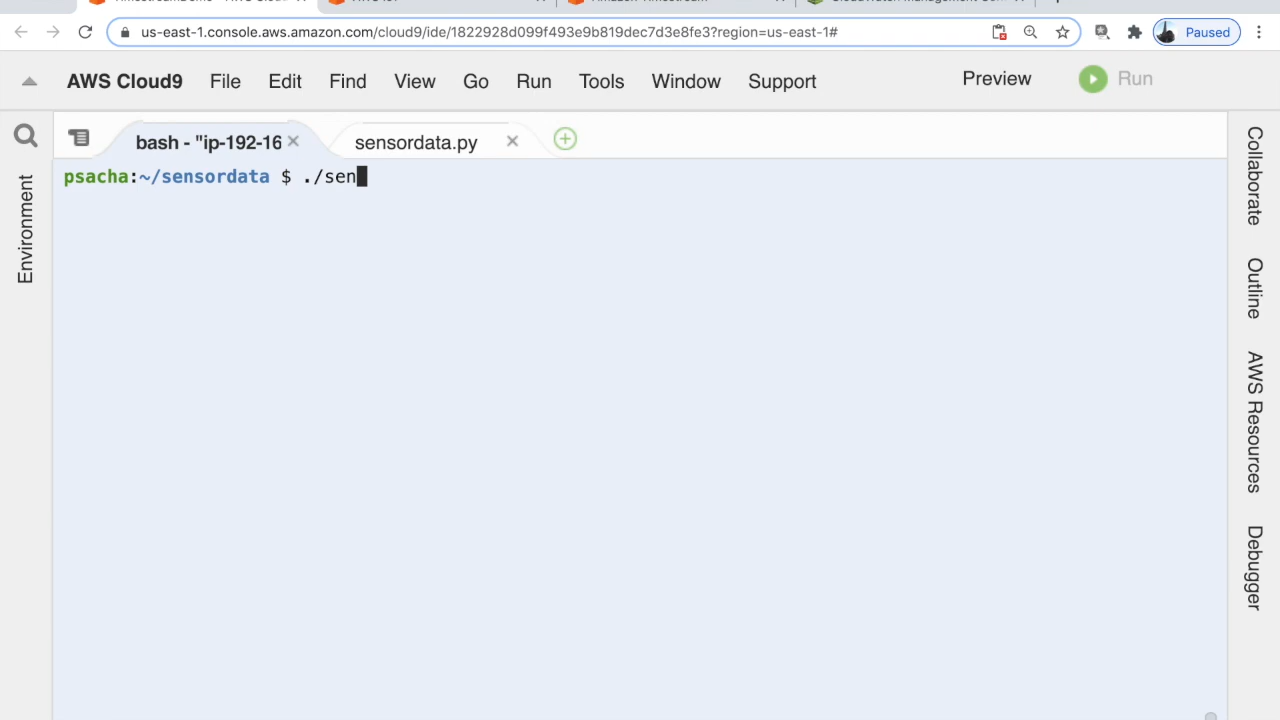 us-east-1.console.aws.amazon.com/cloud9/ide/1822928d099f493e9b819dec7d3e8fe3?region=us-east-1#
Paused
AWS Cloud9 File Edit Find View Go Run Tools Window Support Preview Run
bash - "ip-192-16 sensordata.py
psacha:~/sensordata $ ./sen
Environment
Collaborate
Outline
AWS Resources
Debugger